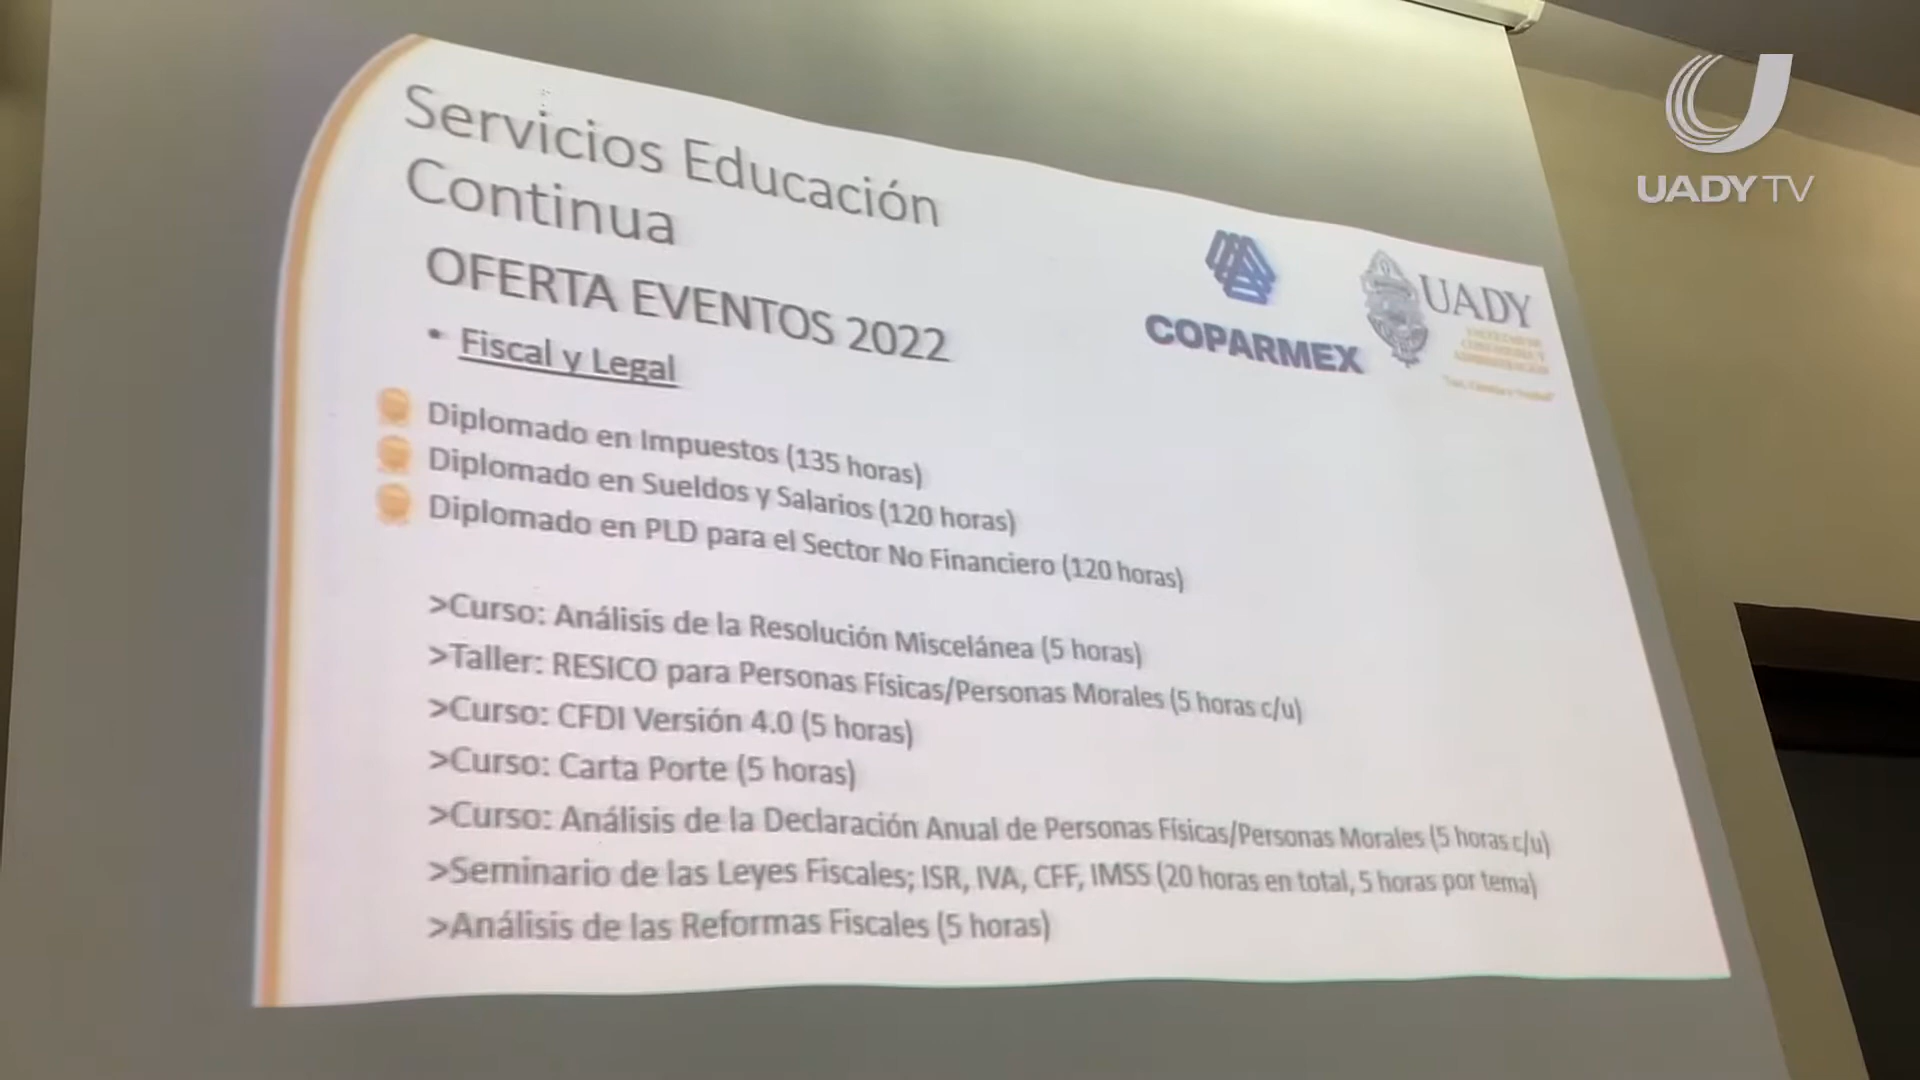 Servicios Educación
Continua
OFERTA EVENTOS 2022
• Fiscal y Legal
Diplomado en Impuestos (135 horas)
Diplomado en Sueldos y Salarios (120 horas)
Diplomado en PLD para el Sector No Financiero (120 horas)
>Curso: Análisis de la Resolución Miscelánea (5 horas)
>Taller: RESICO para Personas Físicas/Personas Morales (5 horas c/u)
>Curso: CFDI Versión 4.0 (5 horas)
>Curso: Carta Porte (5 horas)
>Curso: Análisis de la Declaración Anual de Personas Físicas/Personas Morales (5 horas c/u)
>Seminario de las Leyes Fiscales; ISR, IVA, CFF, IMSS (20 horas en total, 5 horas por tema)
>Análisis de las Reformas Fiscales (5 horas)
COPARMEX
UADY
UADY TV